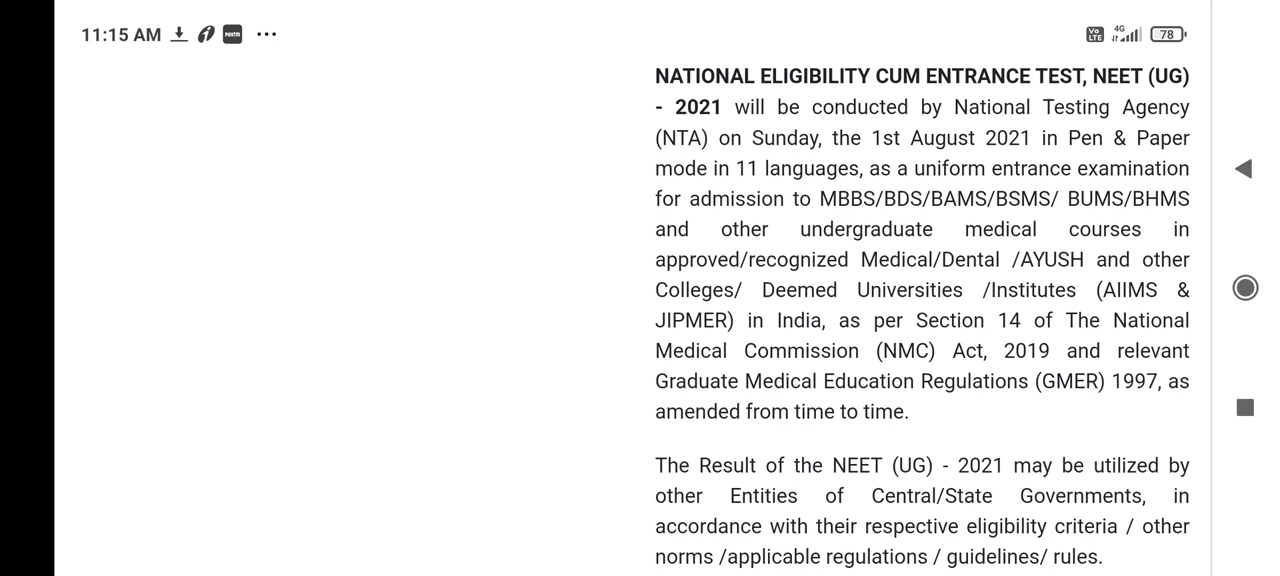 11:15 AM Paytm ... Vo LTE 4G 78
NATIONAL ELIGIBILITY CUM ENTRANCE TEST, NEET (UG)
- 2021 will be conducted by National Testing Agency
(NTA) on Sunday, the 1st August 2021 in Pen & Paper
mode in 11 languages, as a uniform entrance examination
for admission to MBBS/BDS/BAMS/BSMS/ BUMS/BHMS
and other undergraduate medical courses in
approved/recognized Medical/Dental /AYUSH and other
Colleges/ Deemed Universities /Institutes (AIIMS &
JIPMER) in India, as per Section 14 of The National
Medical Commission (NMC) Act, 2019 and relevant
Graduate Medical Education Regulations (GMER) 1997, as
amended from time to time.
The Result of the NEET (UG) - 2021 may be utilized by
other Entities of Central/State Governments, in
accordance with their respective eligibility criteria / other
norms /applicable regulations / guidelines/ rules.